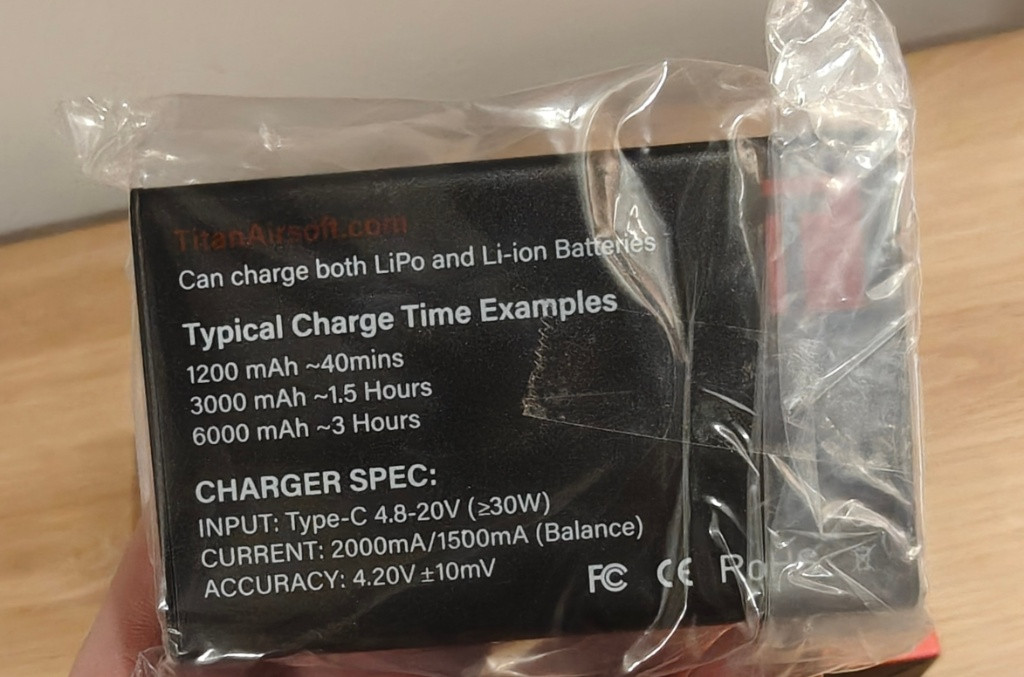 TitanAirsoft.com
Can charge both LiPo and Li-ion Batteries
Typical Charge Time Examples
1200 mAh ~40mins
3000 mAh ~1.5 Hours
6000 mAh ~3 Hours
CHARGER SPEC:
INPUT: Type-C 4.8-20V (≥30W)
CURRENT: 2000mA/1500mA (Balance)
ACCURACY: 4.20V ±10mV
FC CE RoHS